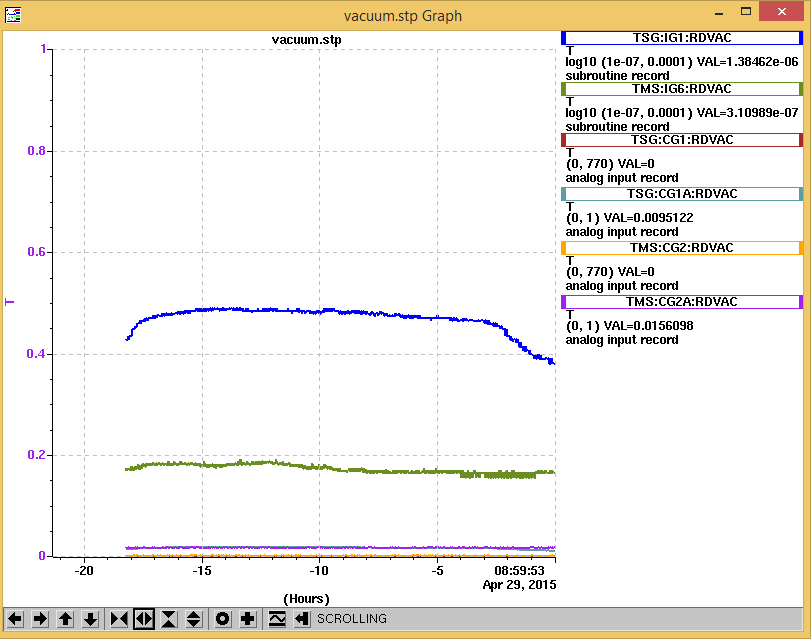 vacuum.stp Graph
vacuum.stp
1
0.8
0.6
T
0.4
0.2
0
-20
-15
-10
-5
08:59:53
Apr 29, 2015
(Hours)
TSG:IG1:RDVAC
T
log10 (1e-07, 0.0001) VAL=1.38462e-06
subroutine record
TMS:IG6:RDVAC
T
log10 (1e-07, 0.0001) VAL=3.10989e-07
subroutine record
TSG:CG1:RDVAC
T
(0, 770) VAL=0
analog input record
TSG:CG1A:RDVAC
T
(0, 1) VAL=0.0095122
analog input record
TMS:CG2:RDVAC
T
(0, 770) VAL=0
analog input record
TMS:CG2A:RDVAC
T
(0, 1) VAL=0.0156098
analog input record
SCROLLING